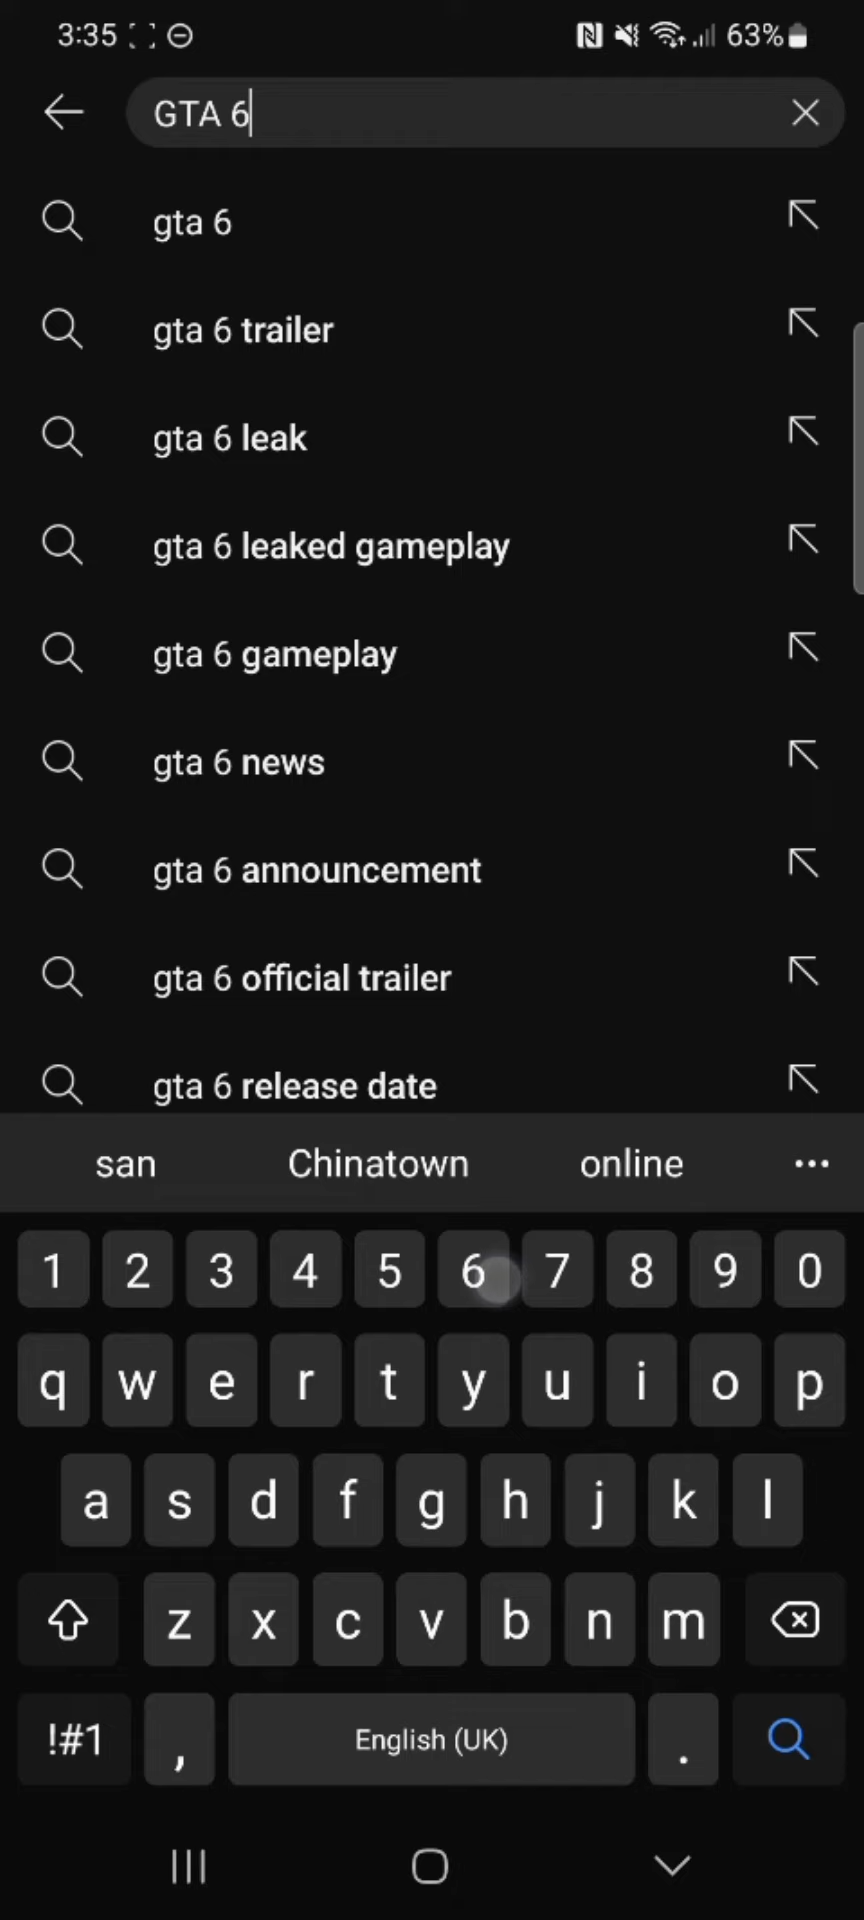 3:35 63%
GTA 6
gta 6
gta 6 trailer
gta 6 leak
gta 6 leaked gameplay
gta 6 gameplay
gta 6 news
gta 6 announcement
gta 6 official trailer
gta 6 release date
san Chinatown online ...
1 2 3 4 5 6 7 8 9 0
q w e r t y u i o p
a s d f g h j k l
z x c v b n m
!#1 , English (UK) .